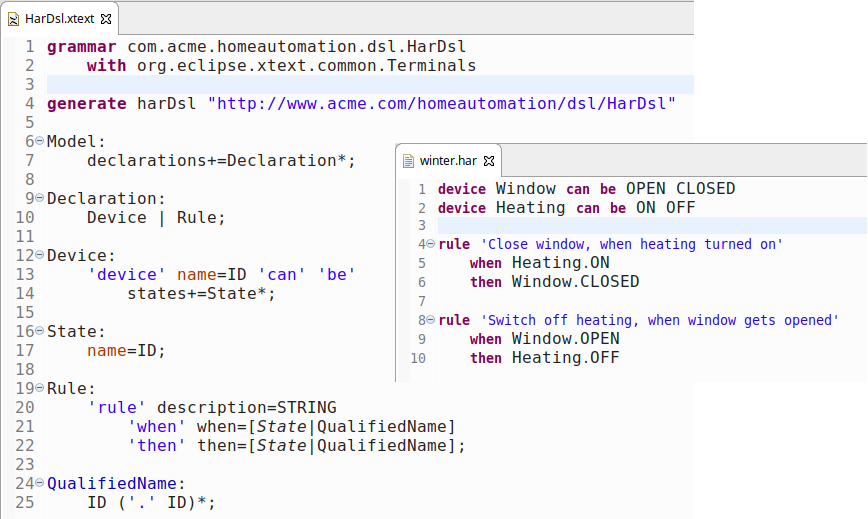 HarDsl.xtext
1 grammar com.acme.homeautomation.dsl.HarDsl
2 with org.eclipse.xtext.common.Terminals
3
4 generate harDsl "http://www.acme.com/homeautomation/dsl/HarDsl"
5
6 Model:
7 declarations+=Declaration*;
8
9 Declaration:
10 Device | Rule;
11
12 Device:
13 'device' name=ID 'can' 'be'
14 states+=State*;
15
16 State:
17 name=ID;
18
19 Rule:
20 'rule' description=STRING
21 'when' when=[State|QualifiedName]
22 'then' then=[State|QualifiedName];
23
24 QualifiedName:
25 ID ('.' ID)*;
winter.har
1 device Window can be OPEN CLOSED
2 device Heating can be ON OFF
3
4 rule 'Close window, when heating turned on'
5 when Heating.ON
6 then Window.CLOSED
7
8 rule 'Switch off heating, when window gets opened'
9 when Window.OPEN
10 then Heating.OFF